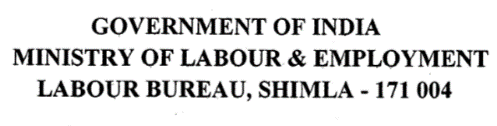 GOVERNMENT OF INDIA
MINISTRY OF LABOUR & EMPLOYMENT
LABOUR BUREAU, SHIMLA - 171 004